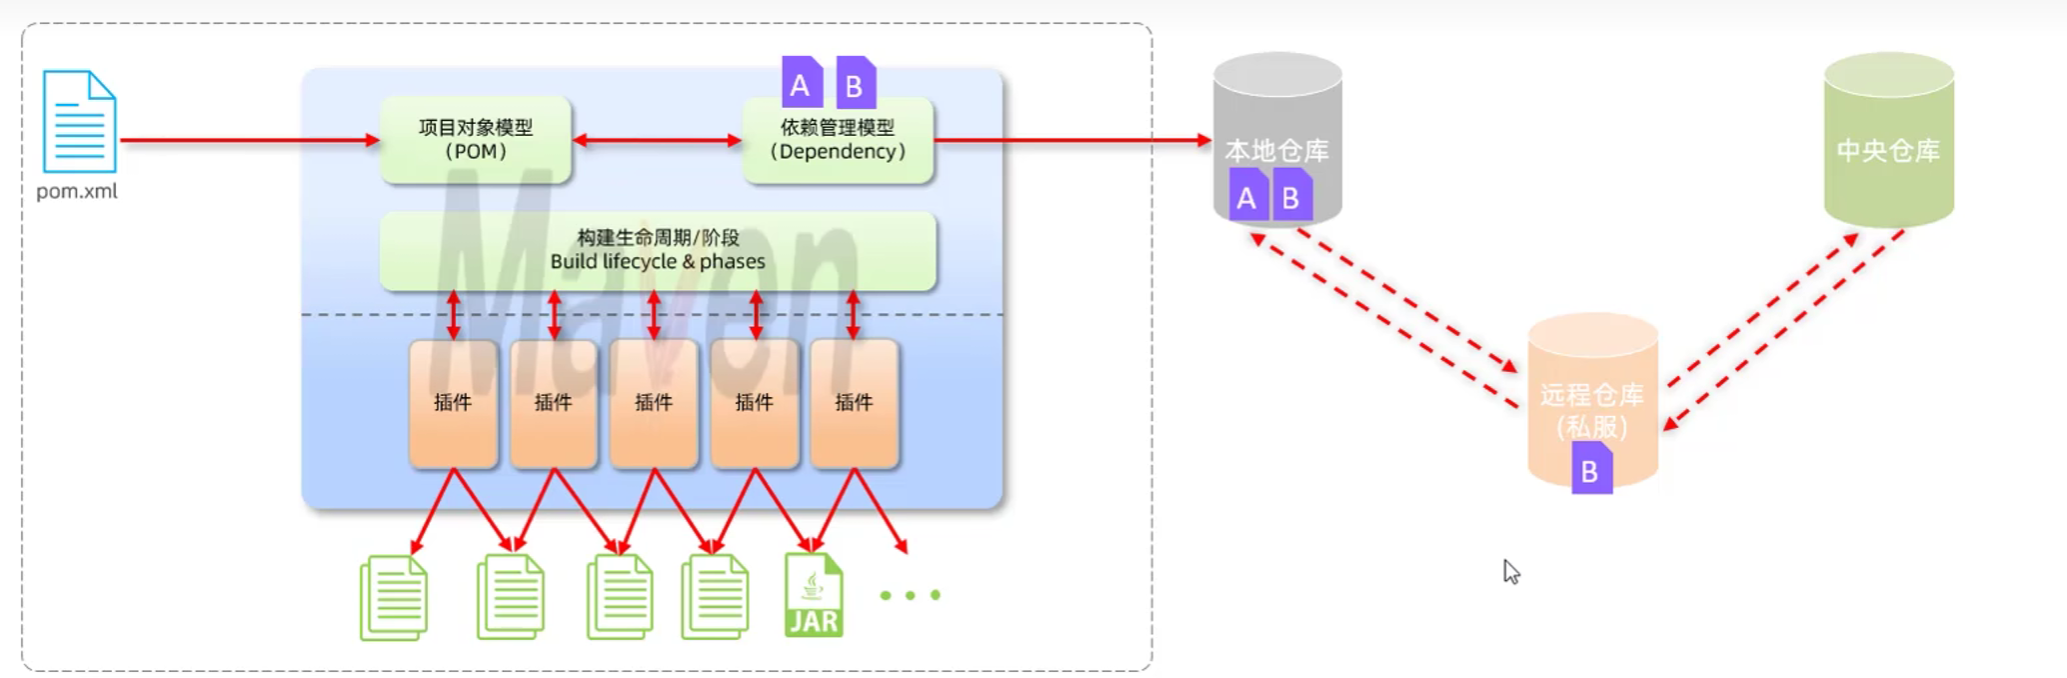 A B
项目对象模型
（POM）
依赖管理模型
（Dependency）
pom.xml
本地仓库
A B
中央仓库
构建生命周期/阶段
Build lifecycle & phases
Maven
插件 插件 插件 插件 插件
远程仓库
(私服)
B
JAR